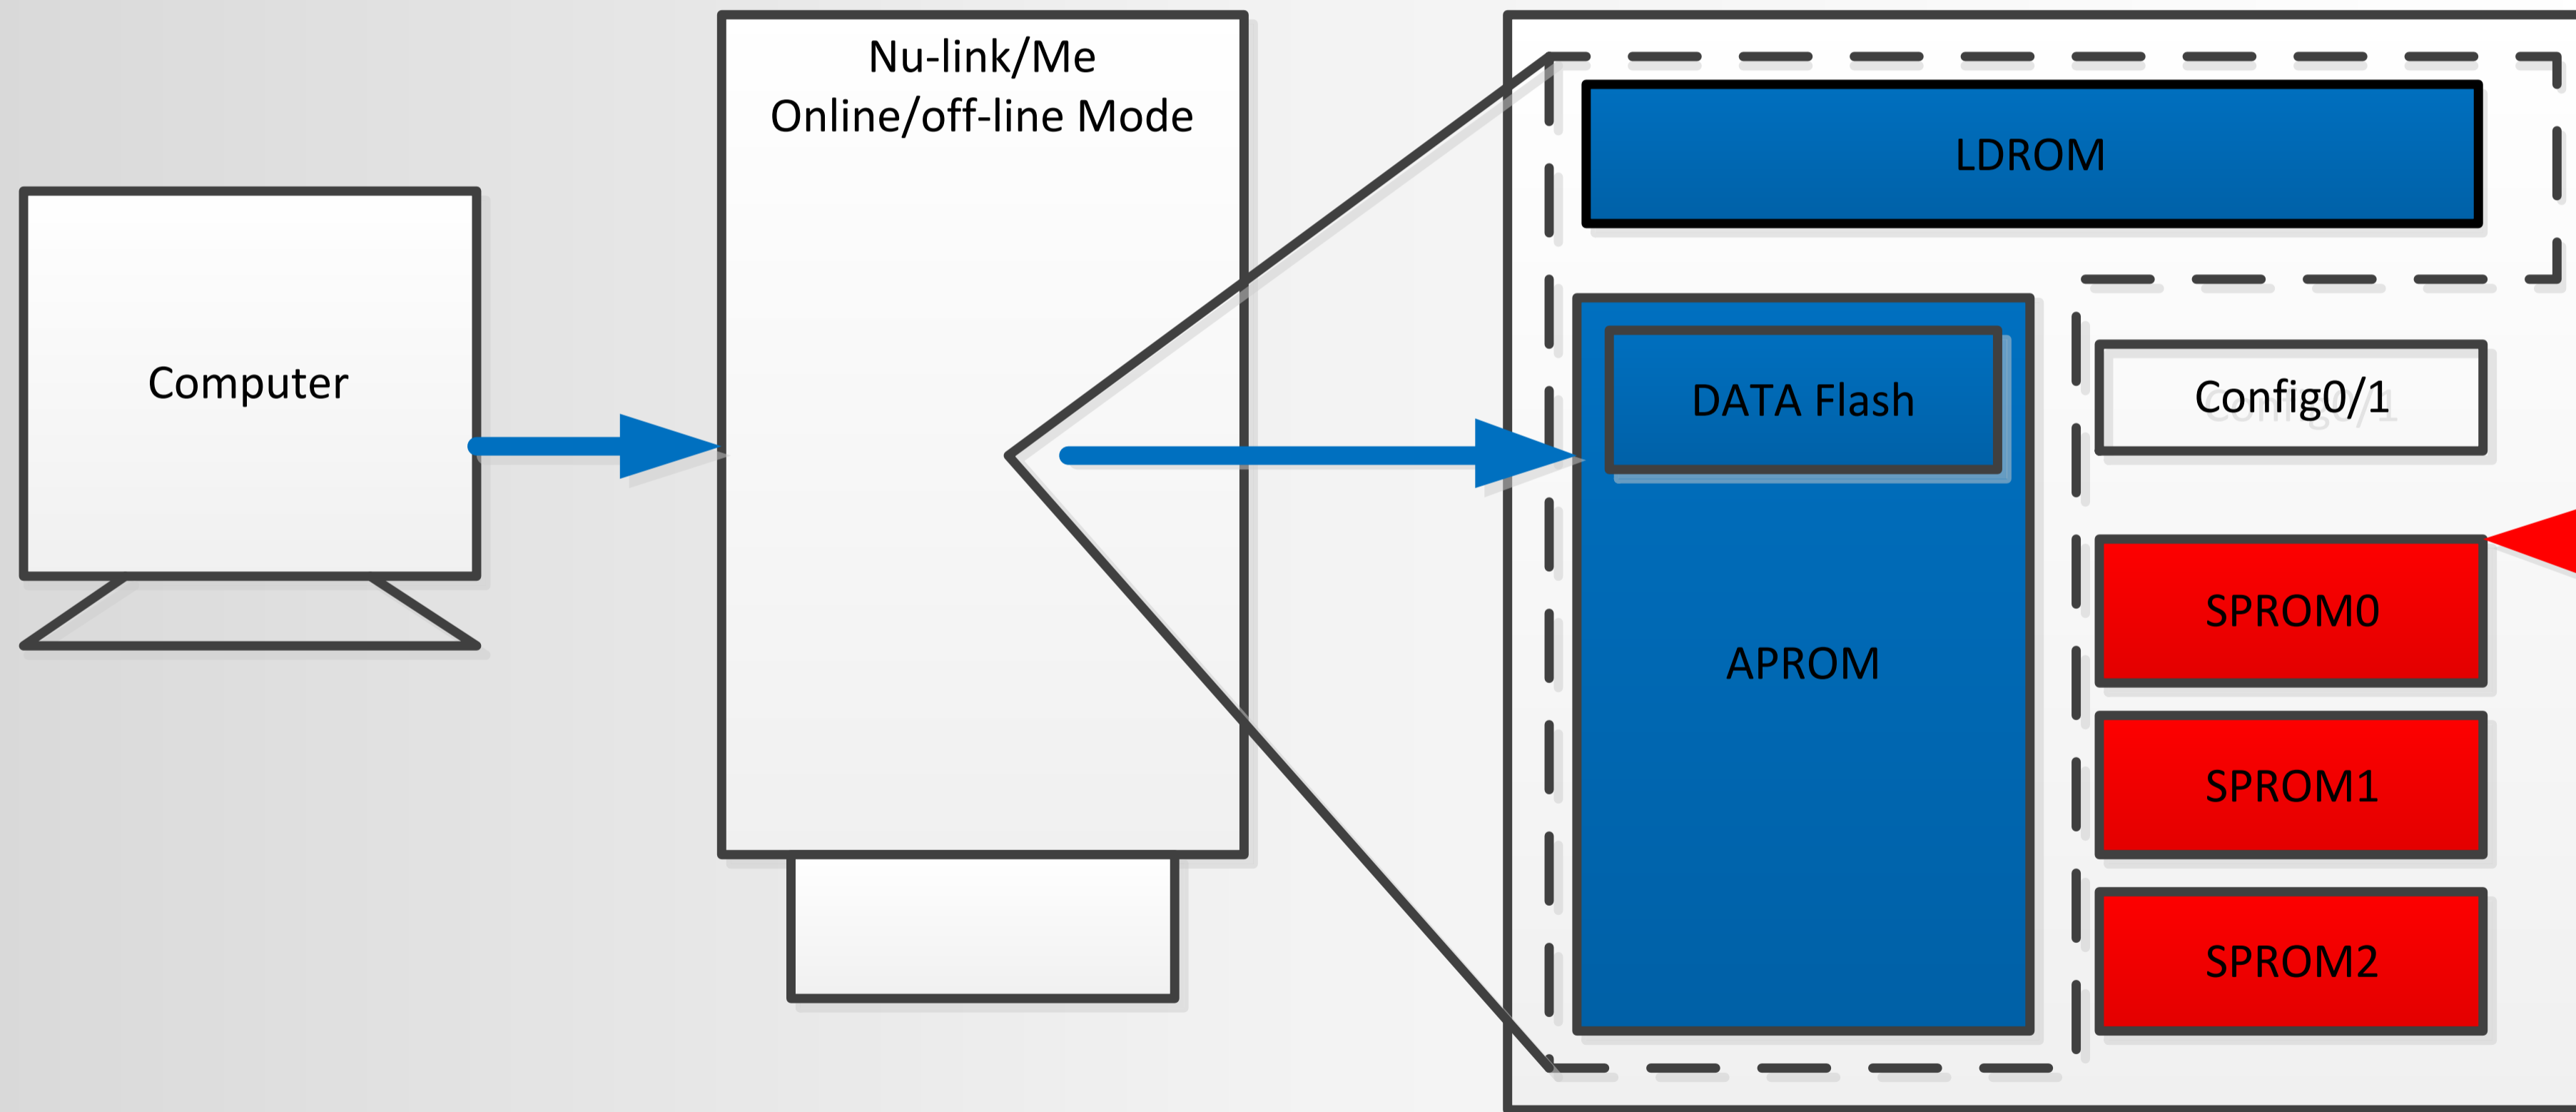 Nu-link/Me
Online/off-line Mode
Computer
LDROM
DATA Flash
APROM
Config0/1
SPROM0
SPROM1
SPROM2